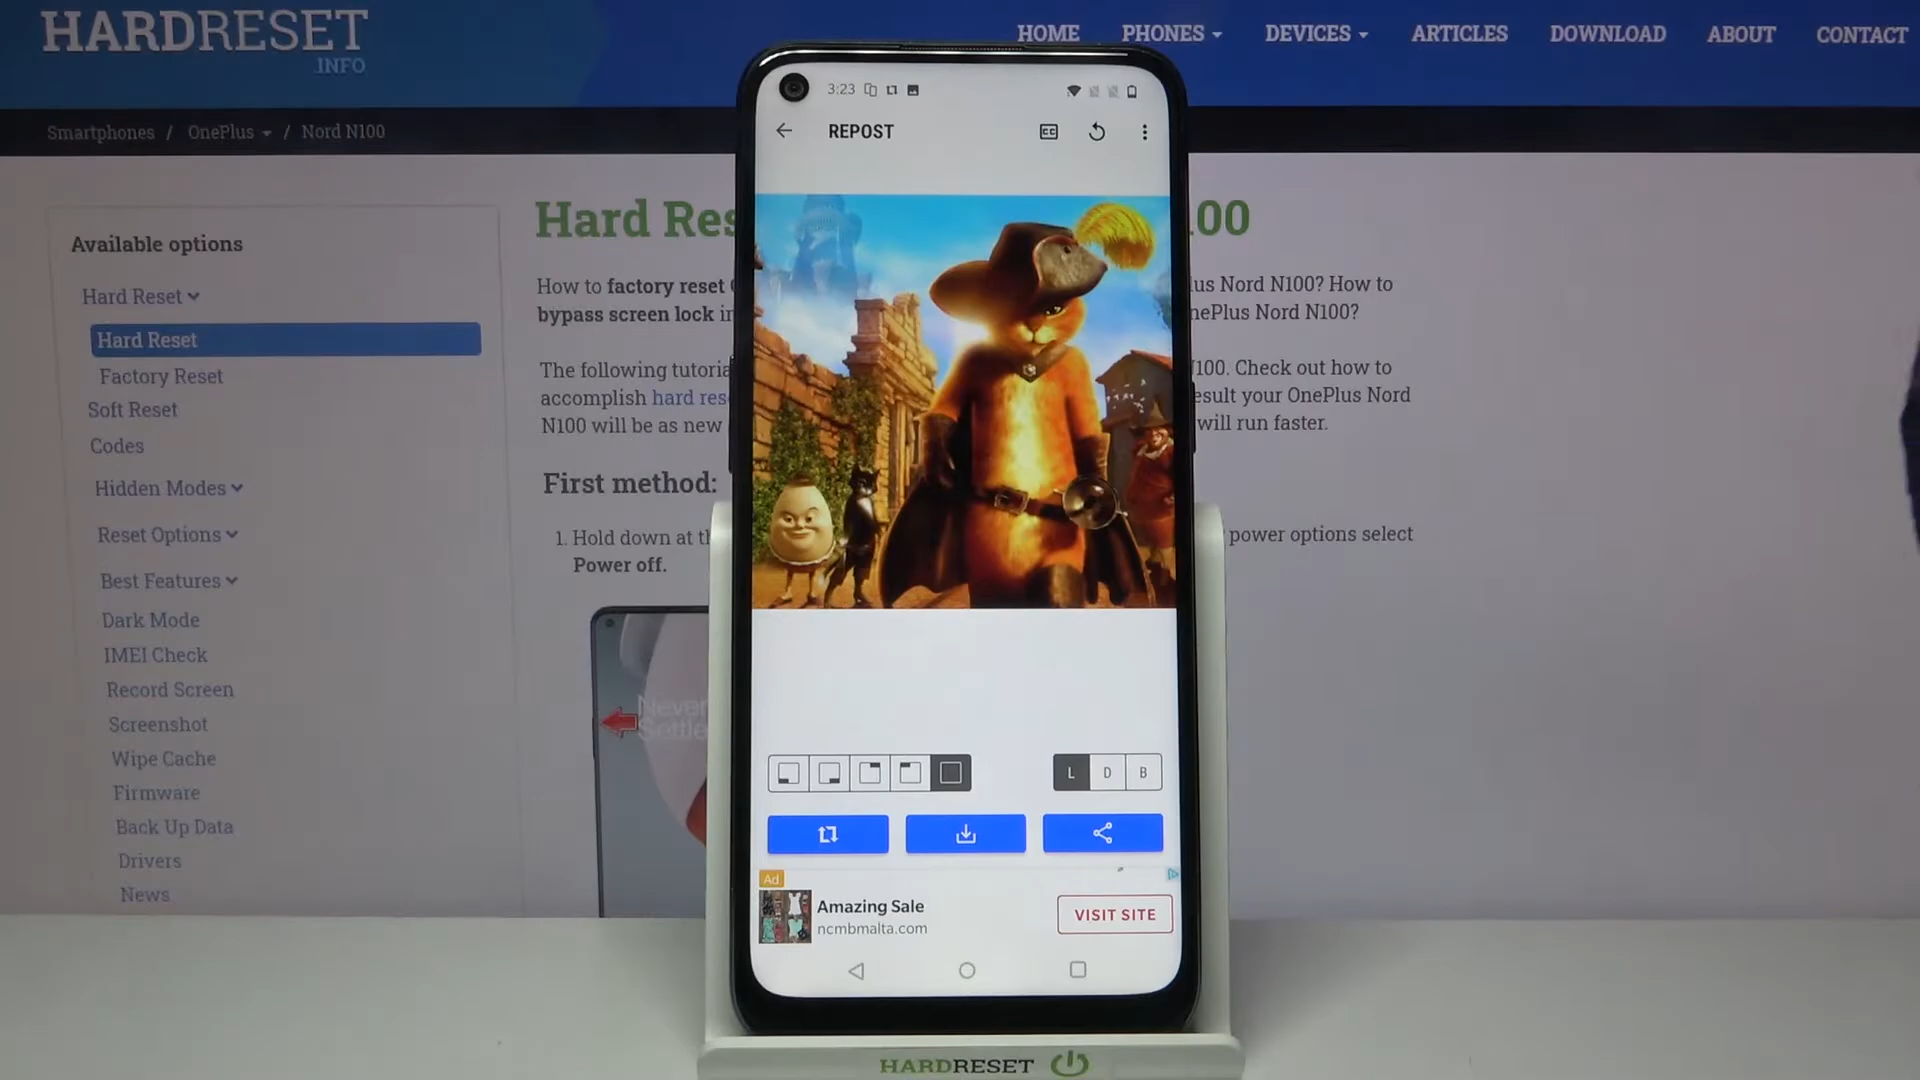 HARDRESET
.INFO
HOME PHONES DEVICES ARTICLES DOWNLOAD ABOUT CONTACT
Smartphones / OnePlus / Nord N100
Available options
Hard Reset
Hard Reset
Factory Reset
Soft Reset
Codes
Hidden Modes
Reset Options
Best Features
Dark Mode
IMEI Check
Record Screen
Screenshot
Wipe Cache
Firmware
Back Up Data
Drivers
News
Hard Res
100
How to factory reset
lus Nord N100? How to
bypass screen lock in
nePlus Nord N100?
The following tutoria
100. Check out how to
accomplish hard res
esult your OnePlus Nord
N100 will be as new
will run faster.
First method:
1. Hold down at th
power options select
Power off.
Never
Settle
3:23
REPOST
CC
L D B
Ad
Amazing Sale
ncmbmalta.com
VISIT SITE
HARDRESET